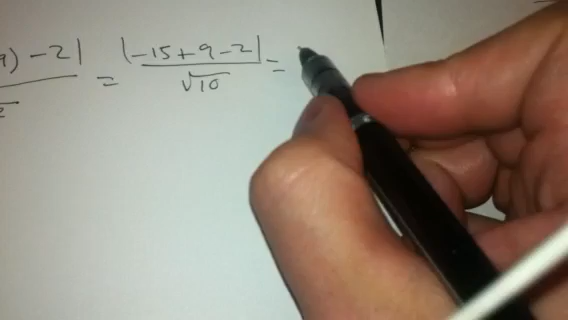 9) - 2| / √ = |-15 + 9 - 2| / √10 =